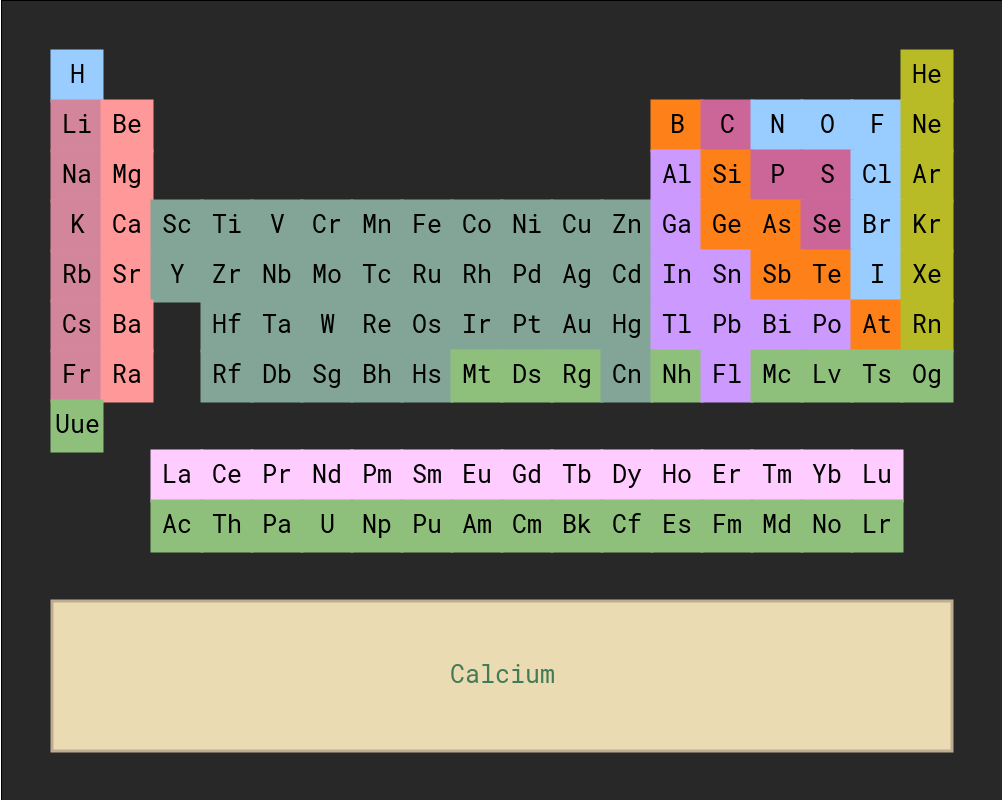 H He
Li Be B C N O F Ne
Na Mg Al Si P S Cl Ar
K Ca Sc Ti V Cr Mn Fe Co Ni Cu Zn Ga Ge As Se Br Kr
Rb Sr Y Zr Nb Mo Tc Ru Rh Pd Ag Cd In Sn Sb Te I Xe
Cs Ba Hf Ta W Re Os Ir Pt Au Hg Tl Pb Bi Po At Rn
Fr Ra Rf Db Sg Bh Hs Mt Ds Rg Cn Nh Fl Mc Lv Ts Og
Uue
La Ce Pr Nd Pm Sm Eu Gd Tb Dy Ho Er Tm Yb Lu
Ac Th Pa U Np Pu Am Cm Bk Cf Es Fm Md No Lr
Calcium